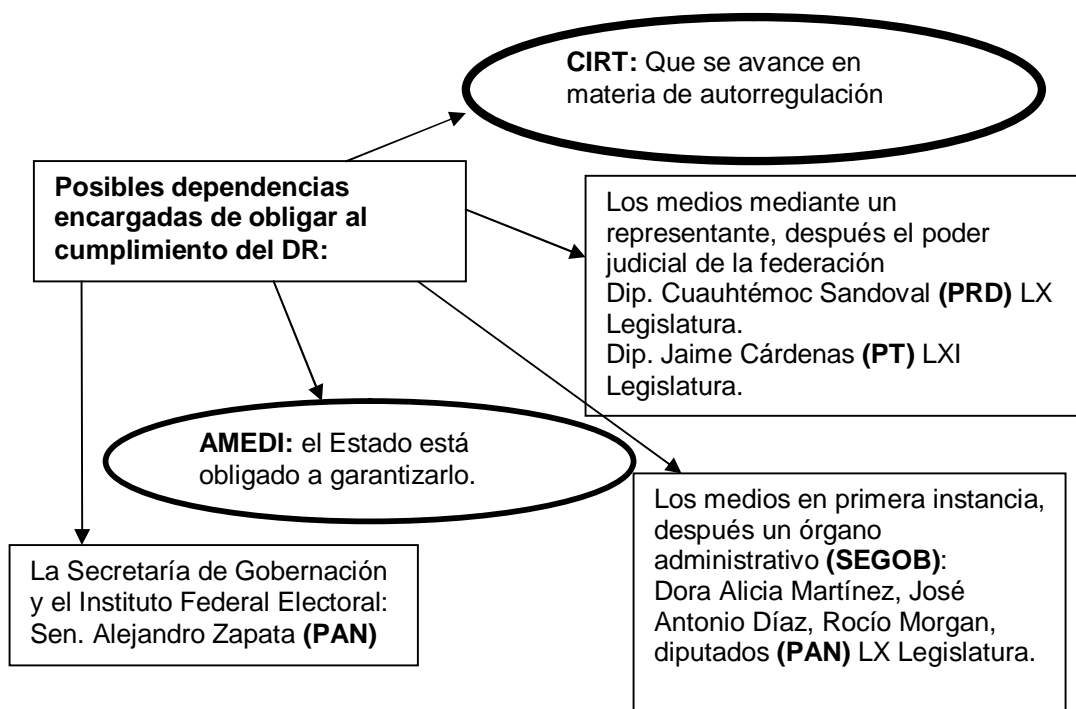 CIRT: Que se avance en
materia de autorregulación
Posibles dependencias
encargadas de obligar al
cumplimiento del DR:
Los medios mediante un
representante, después el poder
judicial de la federación
Dip. Cuauhtémoc Sandoval (PRD) LX
Legislatura.
Dip. Jaime Cárdenas (PT) LXI
Legislatura.
AMEDI: el Estado está
obligado a garantizarlo.
Los medios en primera instancia,
después un órgano
administrativo (SEGOB):
Dora Alicia Martínez, José
Antonio Díaz, Rocío Morgan,
diputados (PAN) LX Legislatura.
La Secretaría de Gobernación
y el Instituto Federal Electoral:
Sen. Alejandro Zapata (PAN)